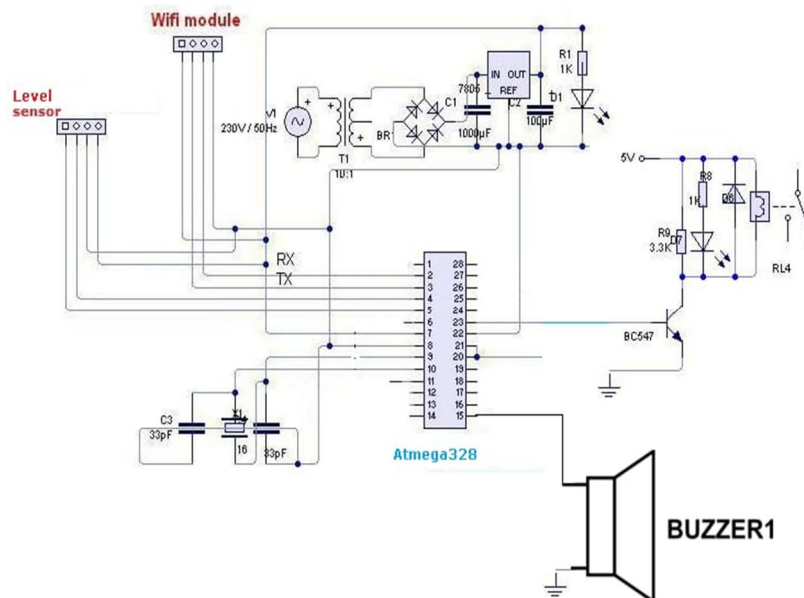 Wifi module
Level
sensor
V1
230V / 50Hz
T1
10:1
BR
C1
1000µF
7805
IN OUT
REF
C2
100µF
D1
R1
1K
5V
R8
1K
D6
R9
3.3K
D7
RL4
BC547
RX
TX
1 28
2 27
3 26
4 25
5 24
6 23
7 22
8 21
9 20
10 19
11 18
12 17
13 16
14 15
Atmega328
C3
33pF
X1
16
33pF
BUZZER1